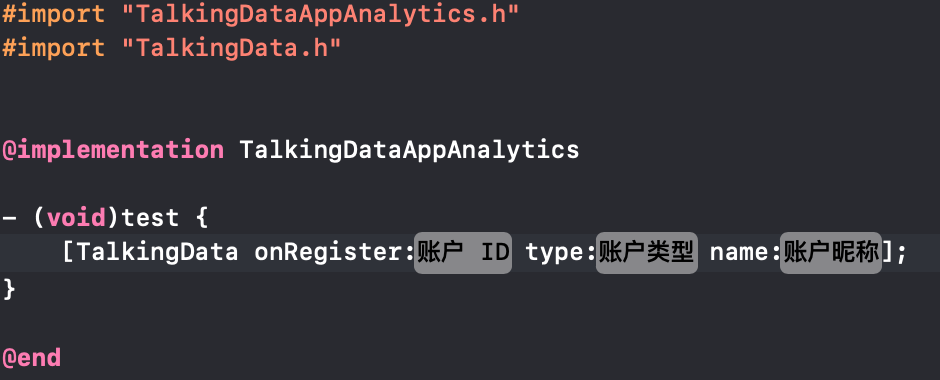 #import "TalkingDataAppAnalytics.h"
#import "TalkingData.h"
@implementation TalkingDataAppAnalytics
- (void)test {
[TalkingData onRegister:账户 ID type:账户类型 name:账户昵称];
}
@end